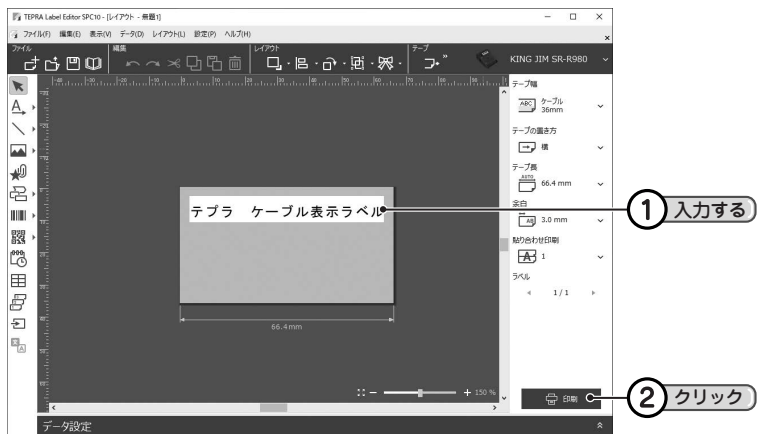 TEPRA Label Editor SPC10 - [レイアウト - 無題1]
ファイル(F) 編集(E) 表示(V) データ(D) レイアウト(L) 設定(P) ヘルプ(H)
ファイル 編集 レイアウト テープ
KING JIM SR-R980
テープ幅
ABC ケーブル 36mm
テープの置き方
横
テープ長
AUTO 66.4 mm
余白
AB 3.0 mm
貼り合わせ印刷
A 1
ラベル
1 / 1
テプラ ケーブル表示ラベル
66.4mm
150 %
印刷
データ設定
1 入力する
2 クリック